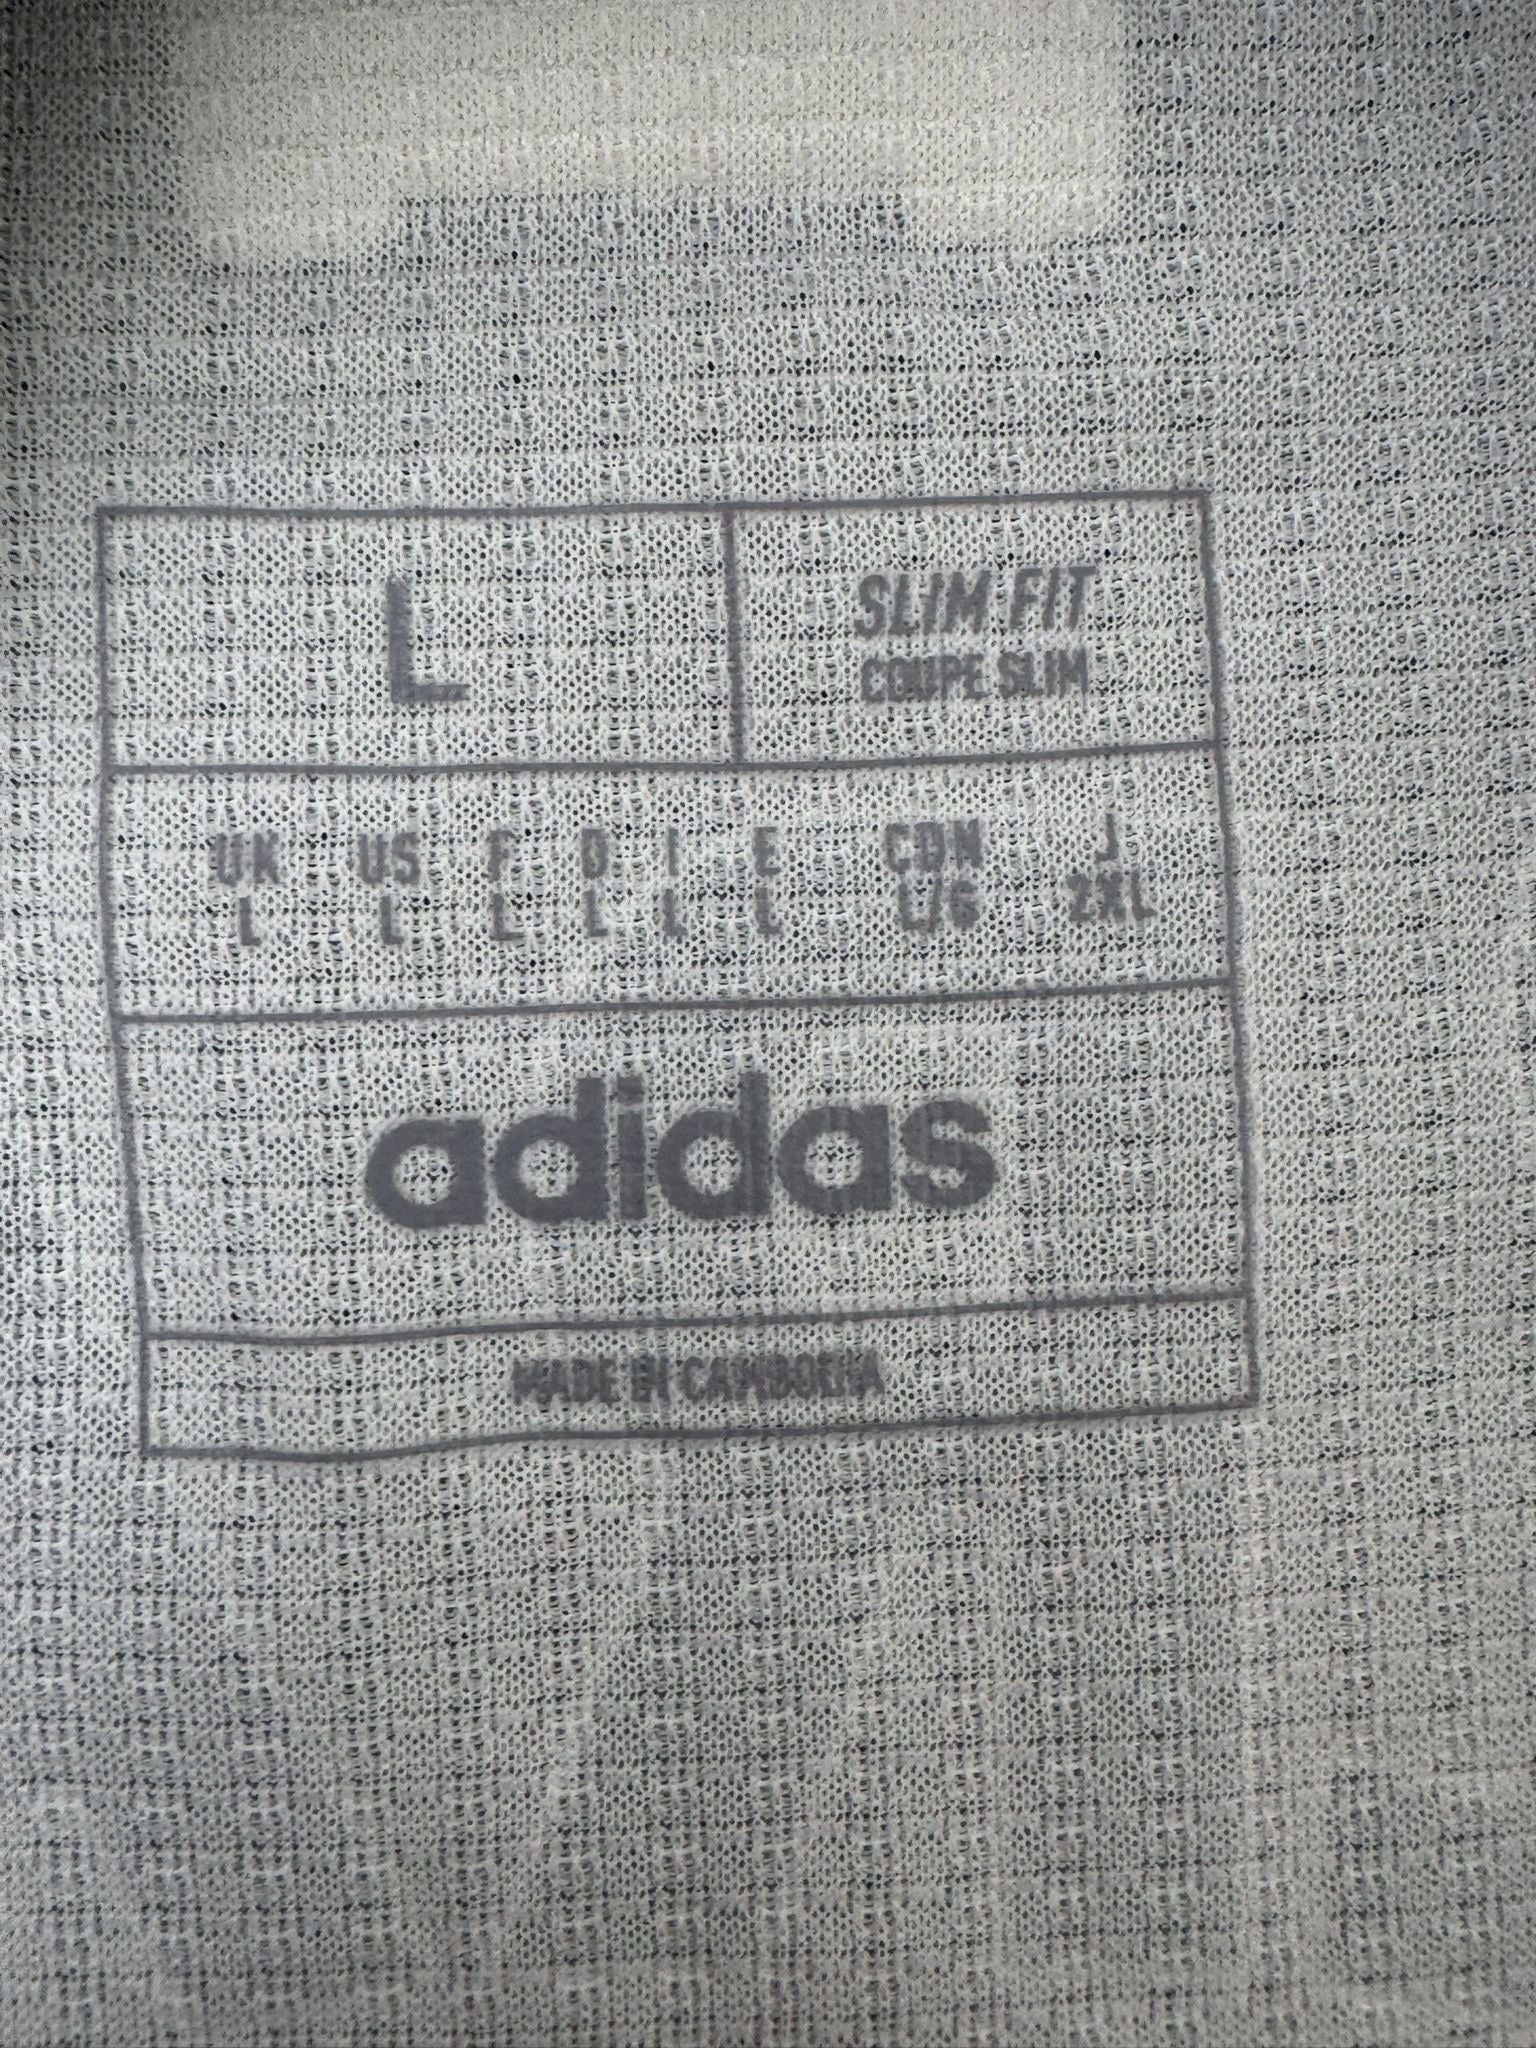 L
SLIM FIT
COUPE SLIM
UK US F D I E CDN J
L L L L L L L/G 2XL
adidas
MADE IN CAMBODIA